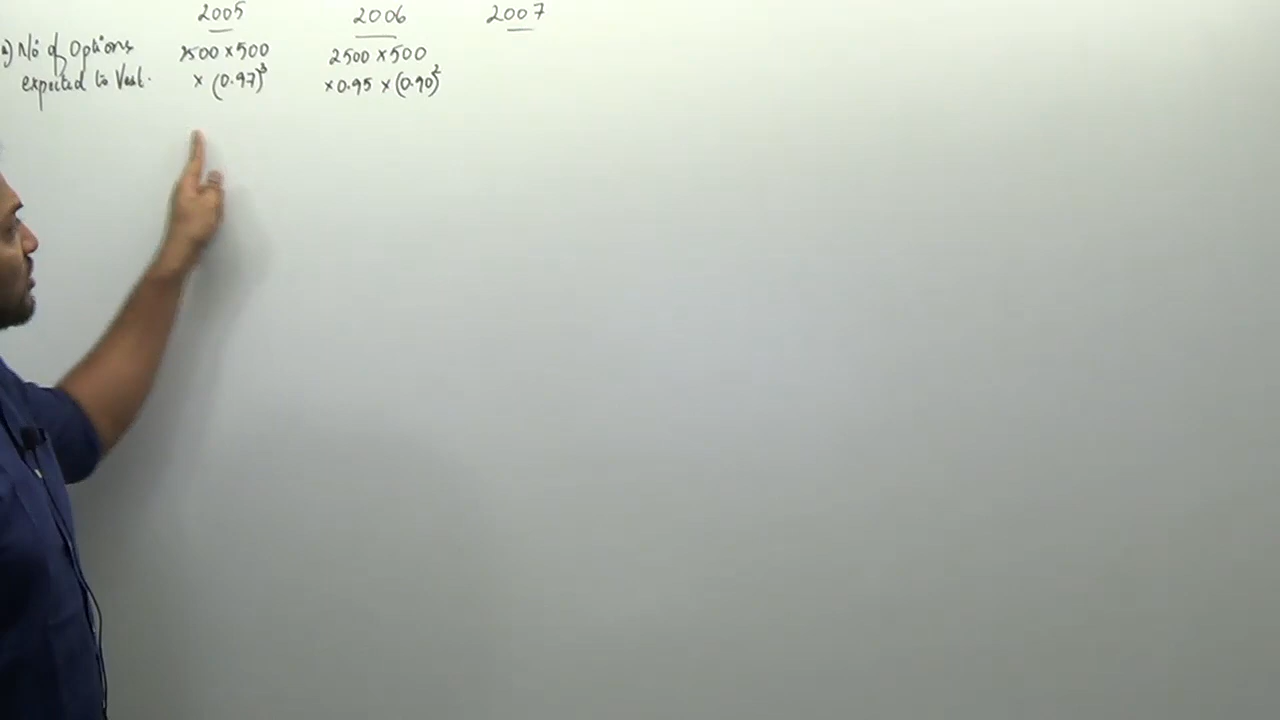 2005 2006 2007
a) No of Options 2500 × 500 2500 × 500
expected to Vest. × (0.97)³ × 0.95 × (0.90)²